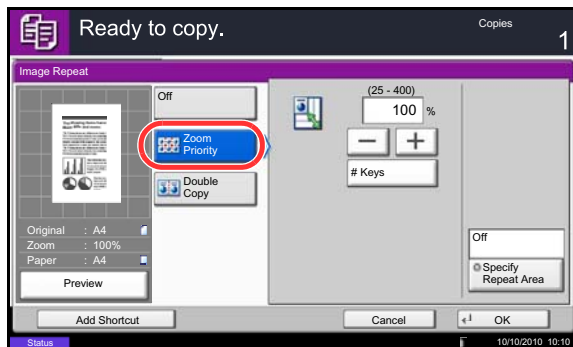 Ready to copy.
Copies
1
Image Repeat
Off
Zoom
Priority
Double
Copy
(25 - 400)
100 %
# Keys
Original : A4
Zoom : 100%
Paper : A4
Preview
Off
Specify
Repeat Area
Add Shortcut
Cancel
OK
Status
10/10/2010 10:10